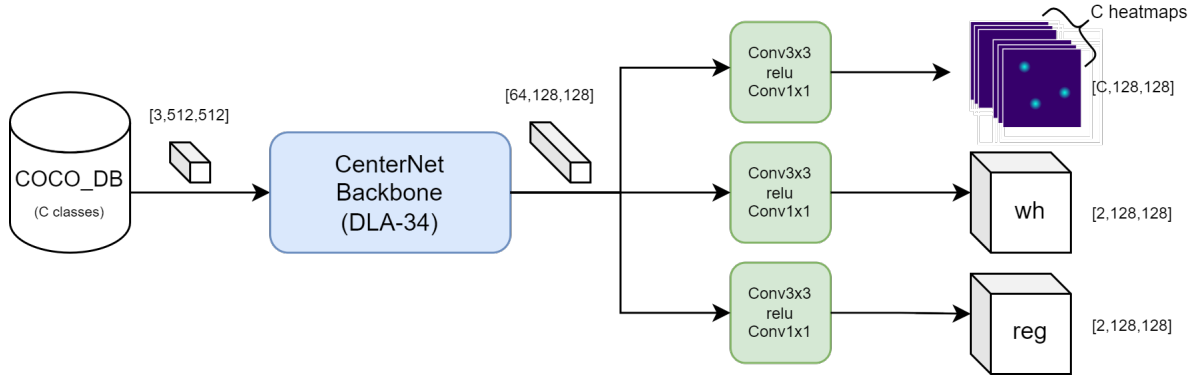 C heatmaps
Conv3x3
relu
Conv1x1
[C,128,128]
[3,512,512]
[64,128,128]
COCO_DB
(C classes)
CenterNet
Backbone
(DLA-34)
Conv3x3
relu
Conv1x1
wh
[2,128,128]
Conv3x3
relu
Conv1x1
reg
[2,128,128]